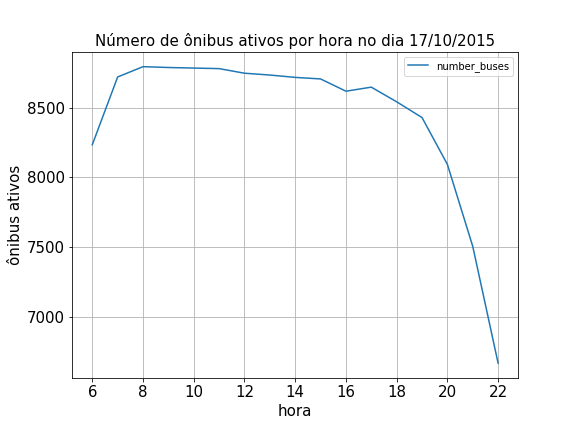 Número de ônibus ativos por hora no dia 17/10/2015
number_buses
8500
8000
7500
7000
ônibus ativos
6 8 10 12 14 16 18 20 22
hora